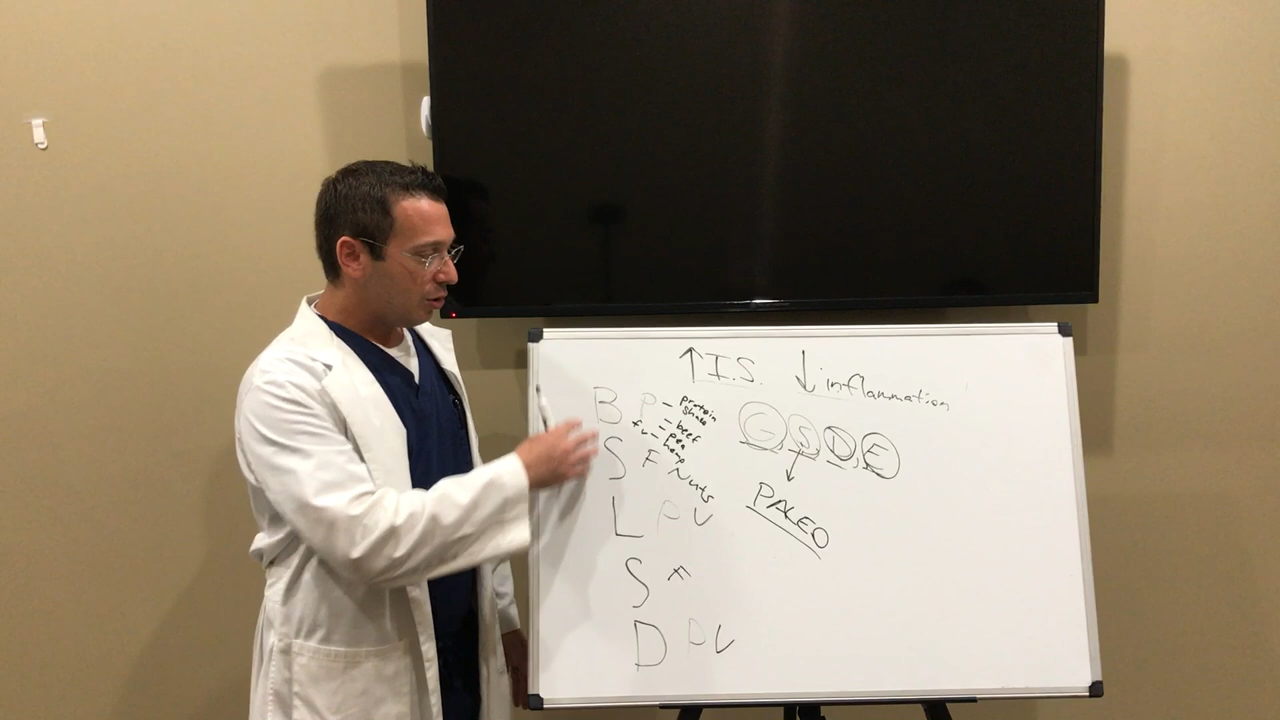 ↑ I.S. ↓ inflammation
B P - protein shake
- beef
- pea
hemp
G S D E
S F Nuts
↓
PALEO
L P V
S F
D P V